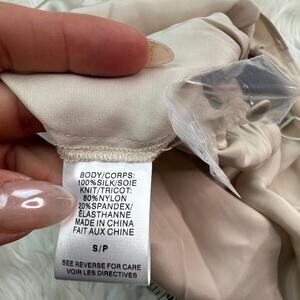 BODY/CORPS:
100%SILK/SOIE
KNIT/TRICOT:
80%NYLON
20%SPANDEX/
ÉLASTHANNE
MADE IN CHINA
FAIT AUX CHINE
S/P
SEE REVERSE FOR CARE
VOIR LES DIRECTIVES